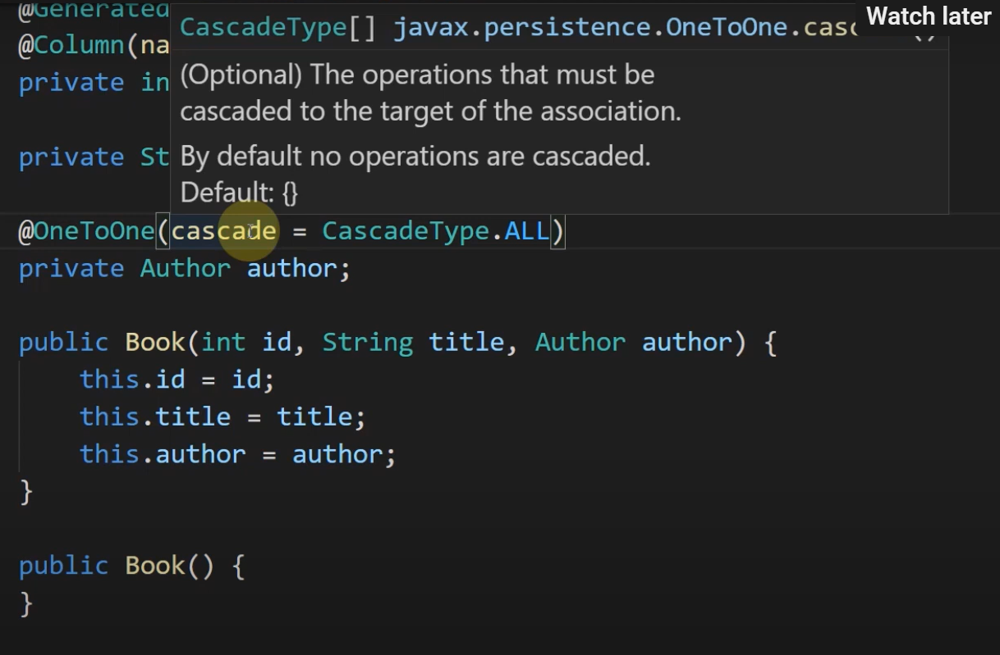 @Generated
CascadeType[] javax.persistence.OneToOne.casc
Watch later
@Column(na
(Optional) The operations that must be
private in
cascaded to the target of the association.
private St
By default no operations are cascaded.
Default: {}
@OneToOne(cascade = CascadeType.ALL)
private Author author;
public Book(int id, String title, Author author) {
this.id = id;
this.title = title;
this.author = author;
}
public Book() {
}